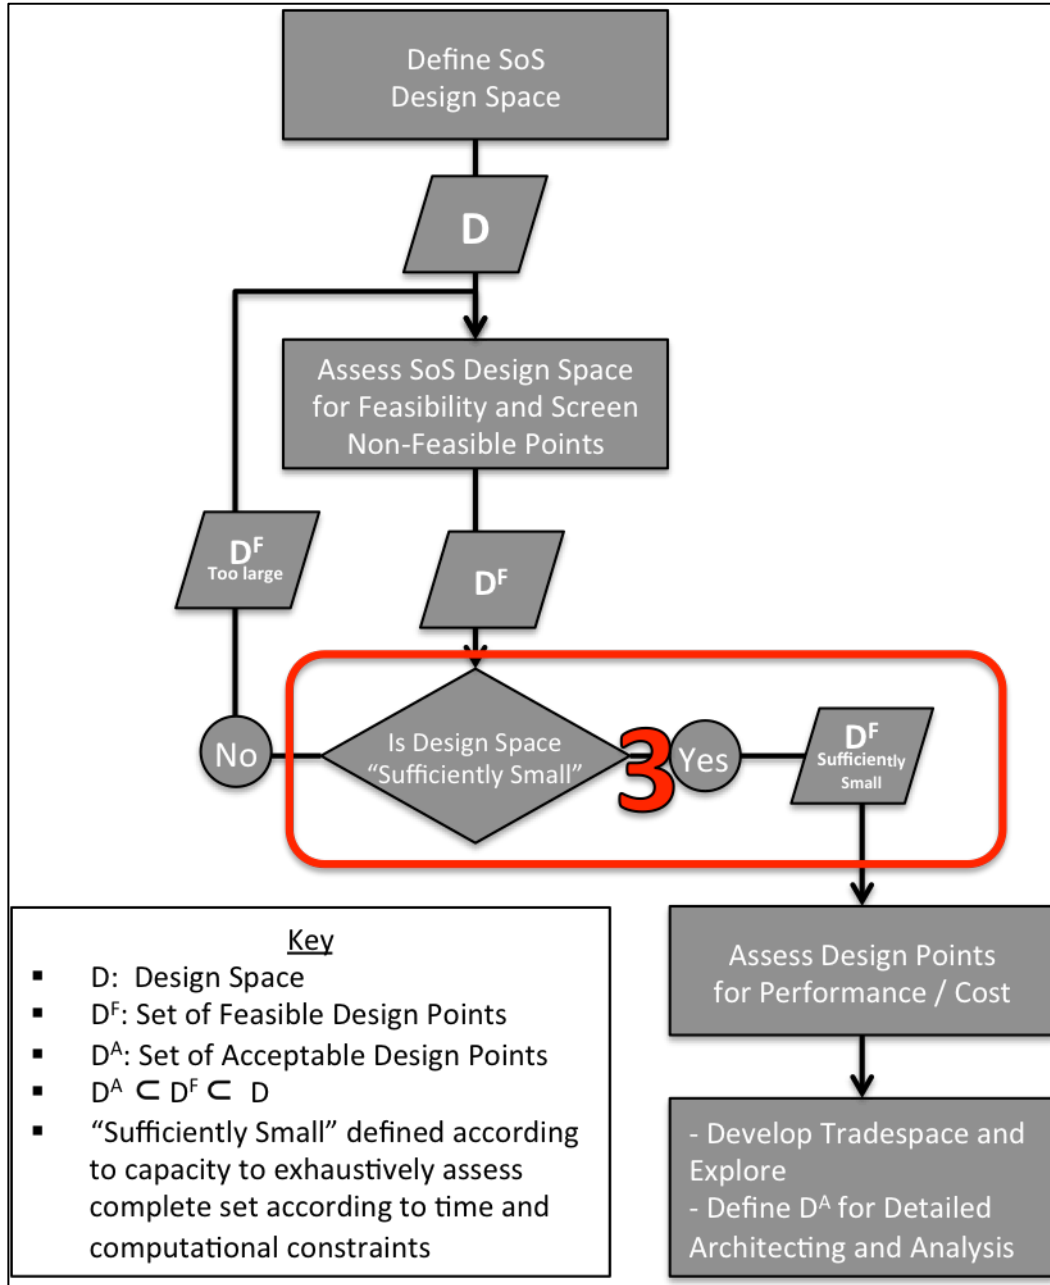 Define SoS
Design Space
D
Assess SoS Design Space
for Feasibility and Screen
Non-Feasible Points
Dᶠ
Too large
Dᶠ
No
Is Design Space
“Sufficiently Small”
3
Yes
Dᶠ
Sufficiently
Small
Assess Design Points
for Performance / Cost
- Develop Tradespace and
Explore
- Define Dᴬ for Detailed
Architecting and Analysis
Key
▪ D: Design Space
▪ Dᶠ: Set of Feasible Design Points
▪ Dᴬ: Set of Acceptable Design Points
▪ Dᴬ ⊂ Dᶠ ⊂ D
▪ “Sufficiently Small” defined according
to capacity to exhaustively assess
complete set according to time and
computational constraints